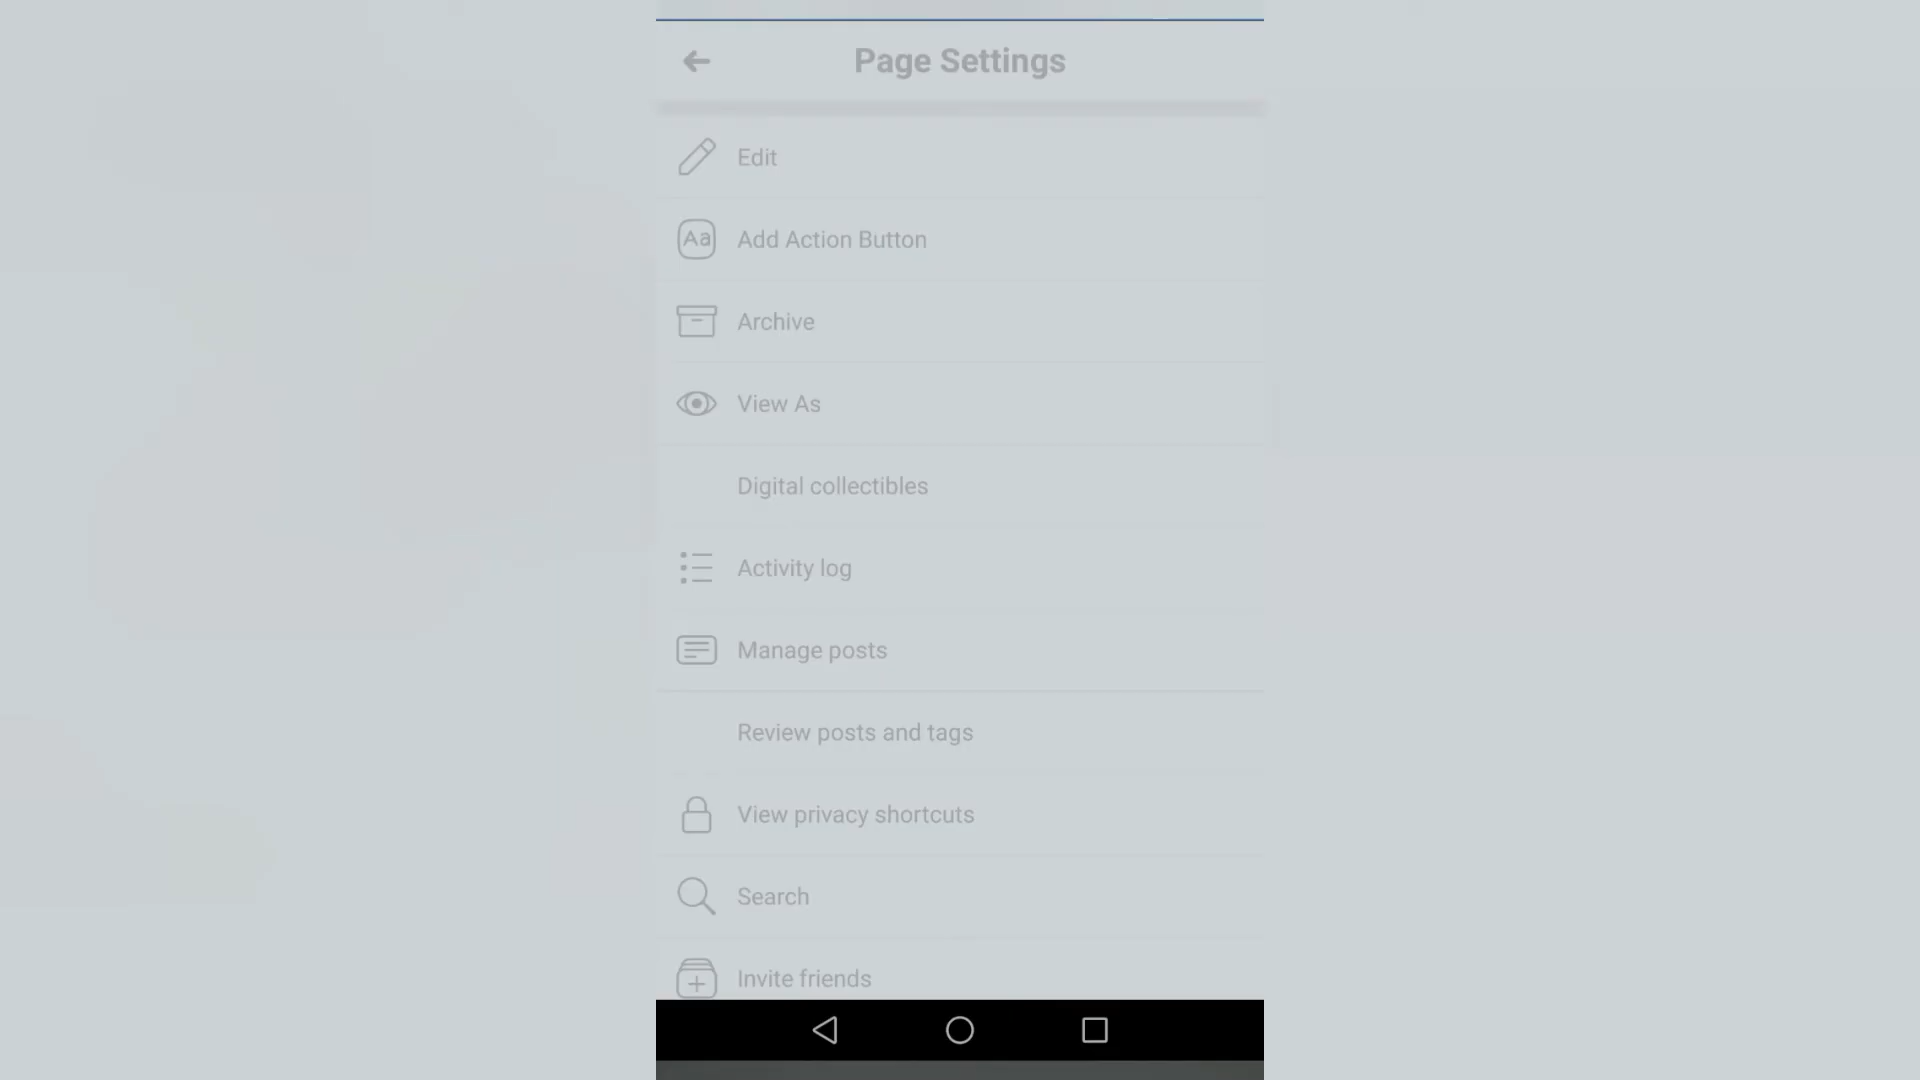 Page Settings
Edit
Aa Add Action Button
Archive
View As
Digital collectibles
Activity log
Manage posts
Review posts and tags
View privacy shortcuts
Search
Invite friends